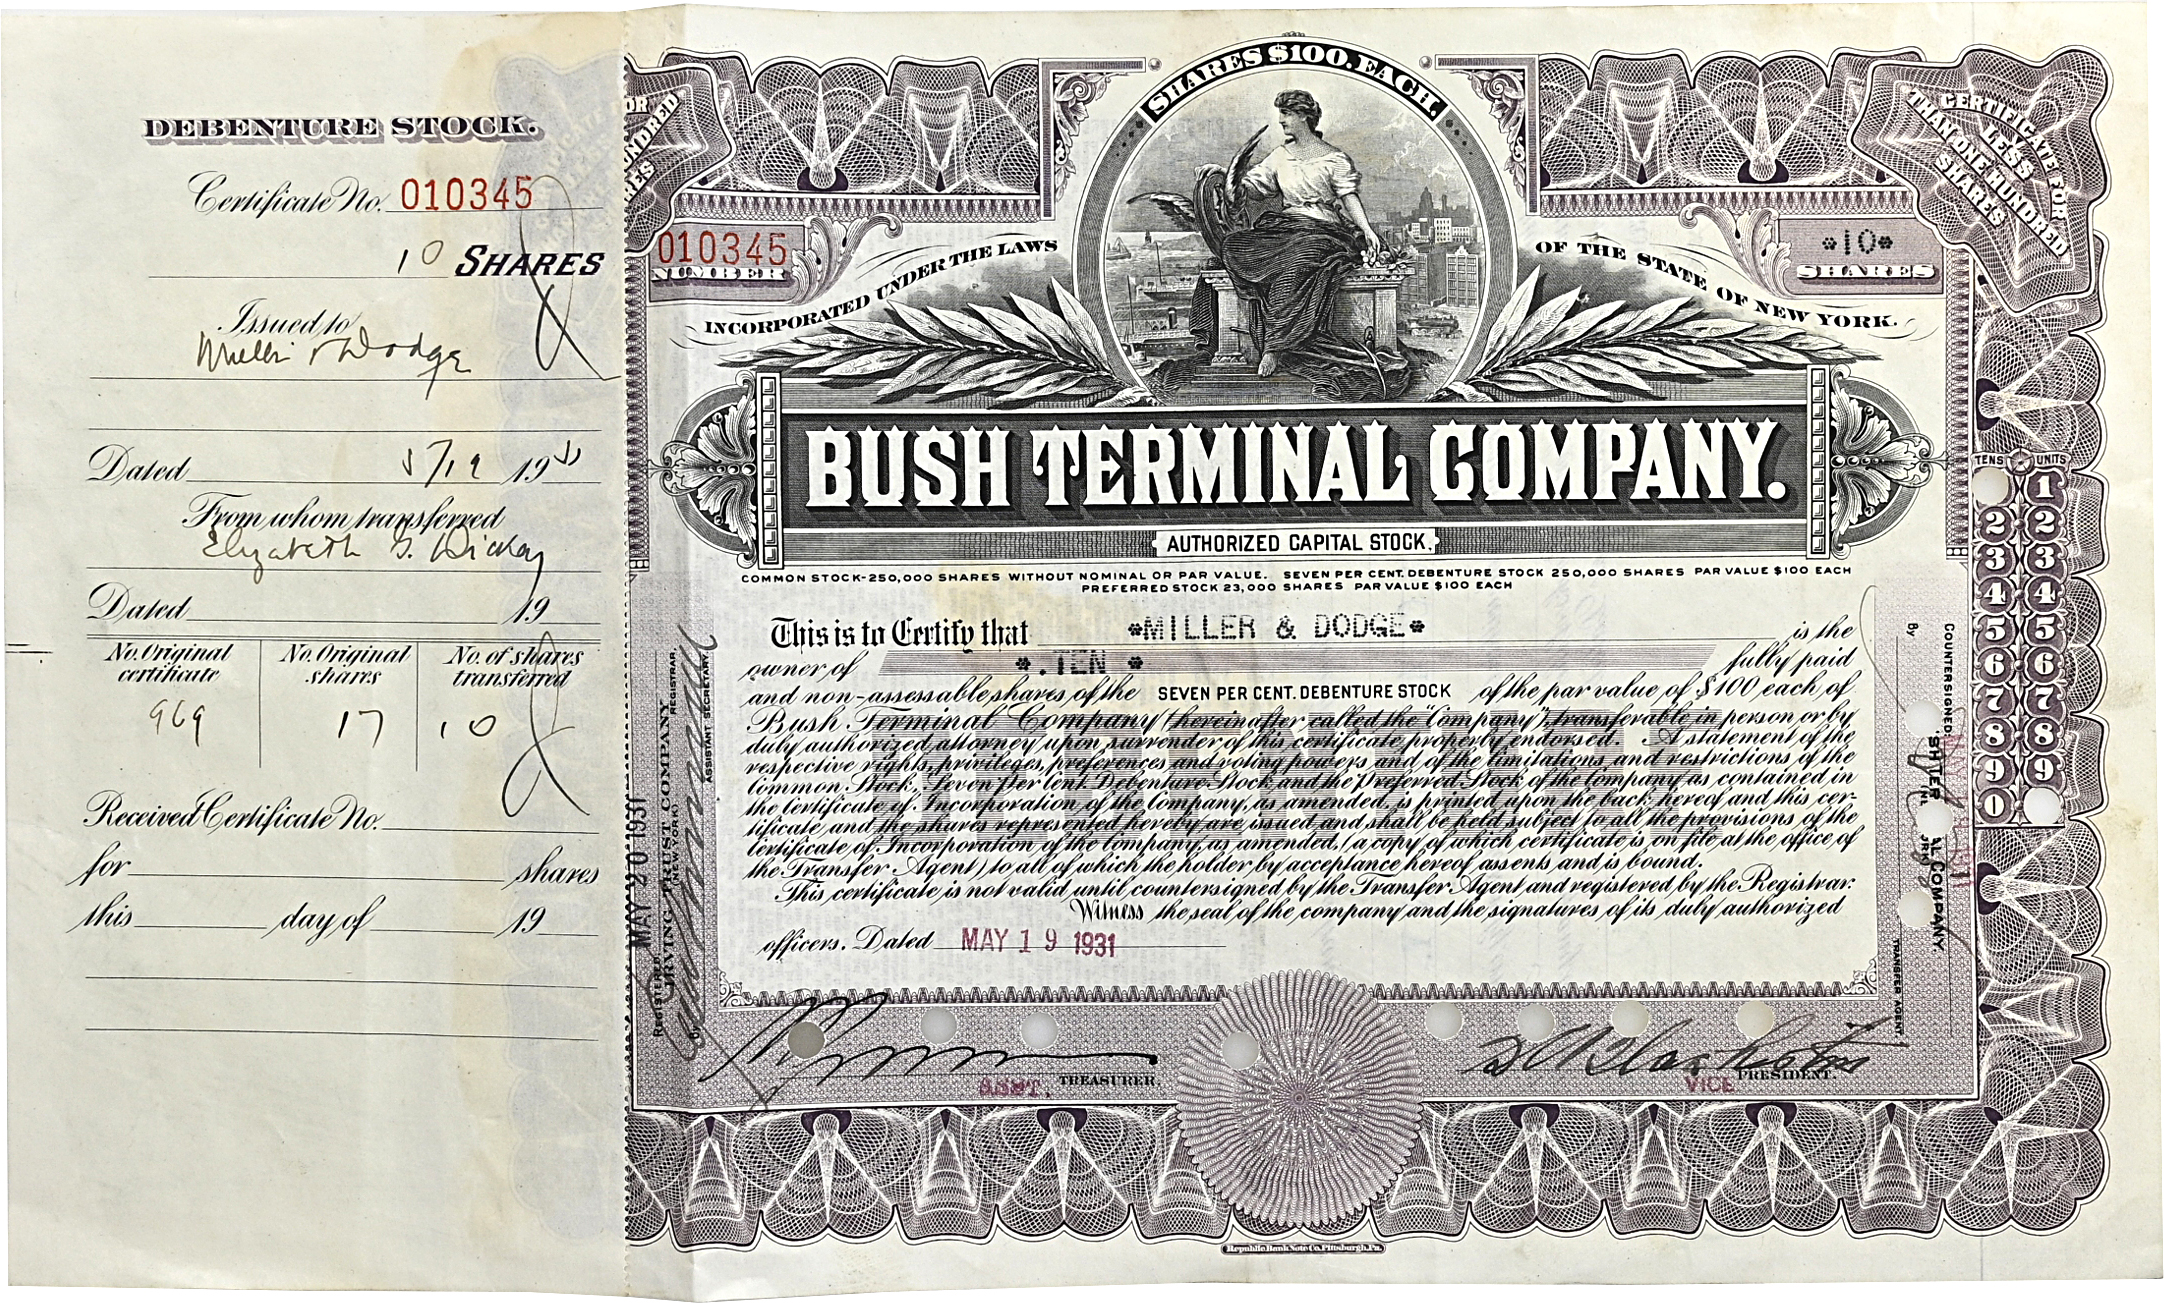 DEBENTURE STOCK.
Certificate No. 010345
10 SHARES
Issued to
Miller & Dodge
Dated 5/19 1931
From whom transferred
Elizabeth G. Dickey
Dated 19
No. Original certificate
No. Original shares
No. of shares transferred
969 17 10
Received Certificate No.
for shares
this day of 19
SHARES $100. EACH.
010345
NUMBER
CERTIFICATE FOR
LESS
THAN ONE HUNDRED
SHARES
*10*
SHARES
INCORPORATED UNDER THE LAWS OF THE STATE OF NEW YORK.
BUSH TERMINAL COMPANY.
AUTHORIZED CAPITAL STOCK.
COMMON STOCK-250,000 SHARES WITHOUT NOMINAL OR PAR VALUE. SEVEN PER CENT. DEBENTURE STOCK 250,000 SHARES PAR VALUE $100 EACH
PREFERRED STOCK 23,000 SHARES PAR VALUE $100 EACH
This is to Certify that *MILLER & DODGE* is the
owner of *.TEN * fully paid
and non-assessable shares of the SEVEN PER CENT. DEBENTURE STOCK of the par value of $100 each of
Bush Terminal Company (hereinafter called the "Company") transferable in person or by
duly authorized attorney upon surrender of this certificate properly endorsed. A statement of the
respective rights, privileges, preferences and voting powers and of the limitations and restrictions of the
Common Stock, Seven Per Cent. Debenture Stock and the Preferred Stock of the Company as contained in
the Certificate of Incorporation of the Company, as amended, is printed upon the back hereof and this cer-
tificate and the shares represented hereby are issued and shall be held subject to all the provisions of the
Certificate of Incorporation of the Company, as amended, (a copy of which certificate is on file at the office of
the Transfer Agent) to all of which the holder by acceptance hereof assents and is bound.
This certificate is not valid until countersigned by the Transfer Agent and registered by the Registrar.
Witness the seal of the company and the signatures of its duly authorized
officers. Dated MAY 19 1931
ASST. TREASURER.
VICE PRESIDENT.
MAY 20 1931
REGISTERED
IRVING TRUST COMPANY
(NEW YORK) REGISTRAR.
By ASSISTANT SECRETARY.
COUNTERSIGNED
By TRANSFER AGENT
TENS UNITS
1
2 2
3 3
4 4
5 5
6 6
7 7
8 8
9 9
0
Republic Bank Note Co. Pittsburgh, Pa.